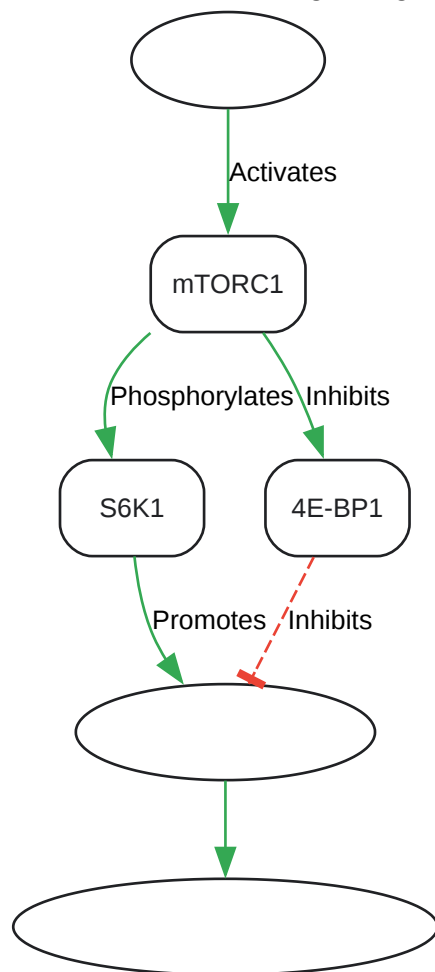 Activates
mTORC1
Phosphorylates Inhibits
S6K1 4E-BP1
Promotes Inhibits